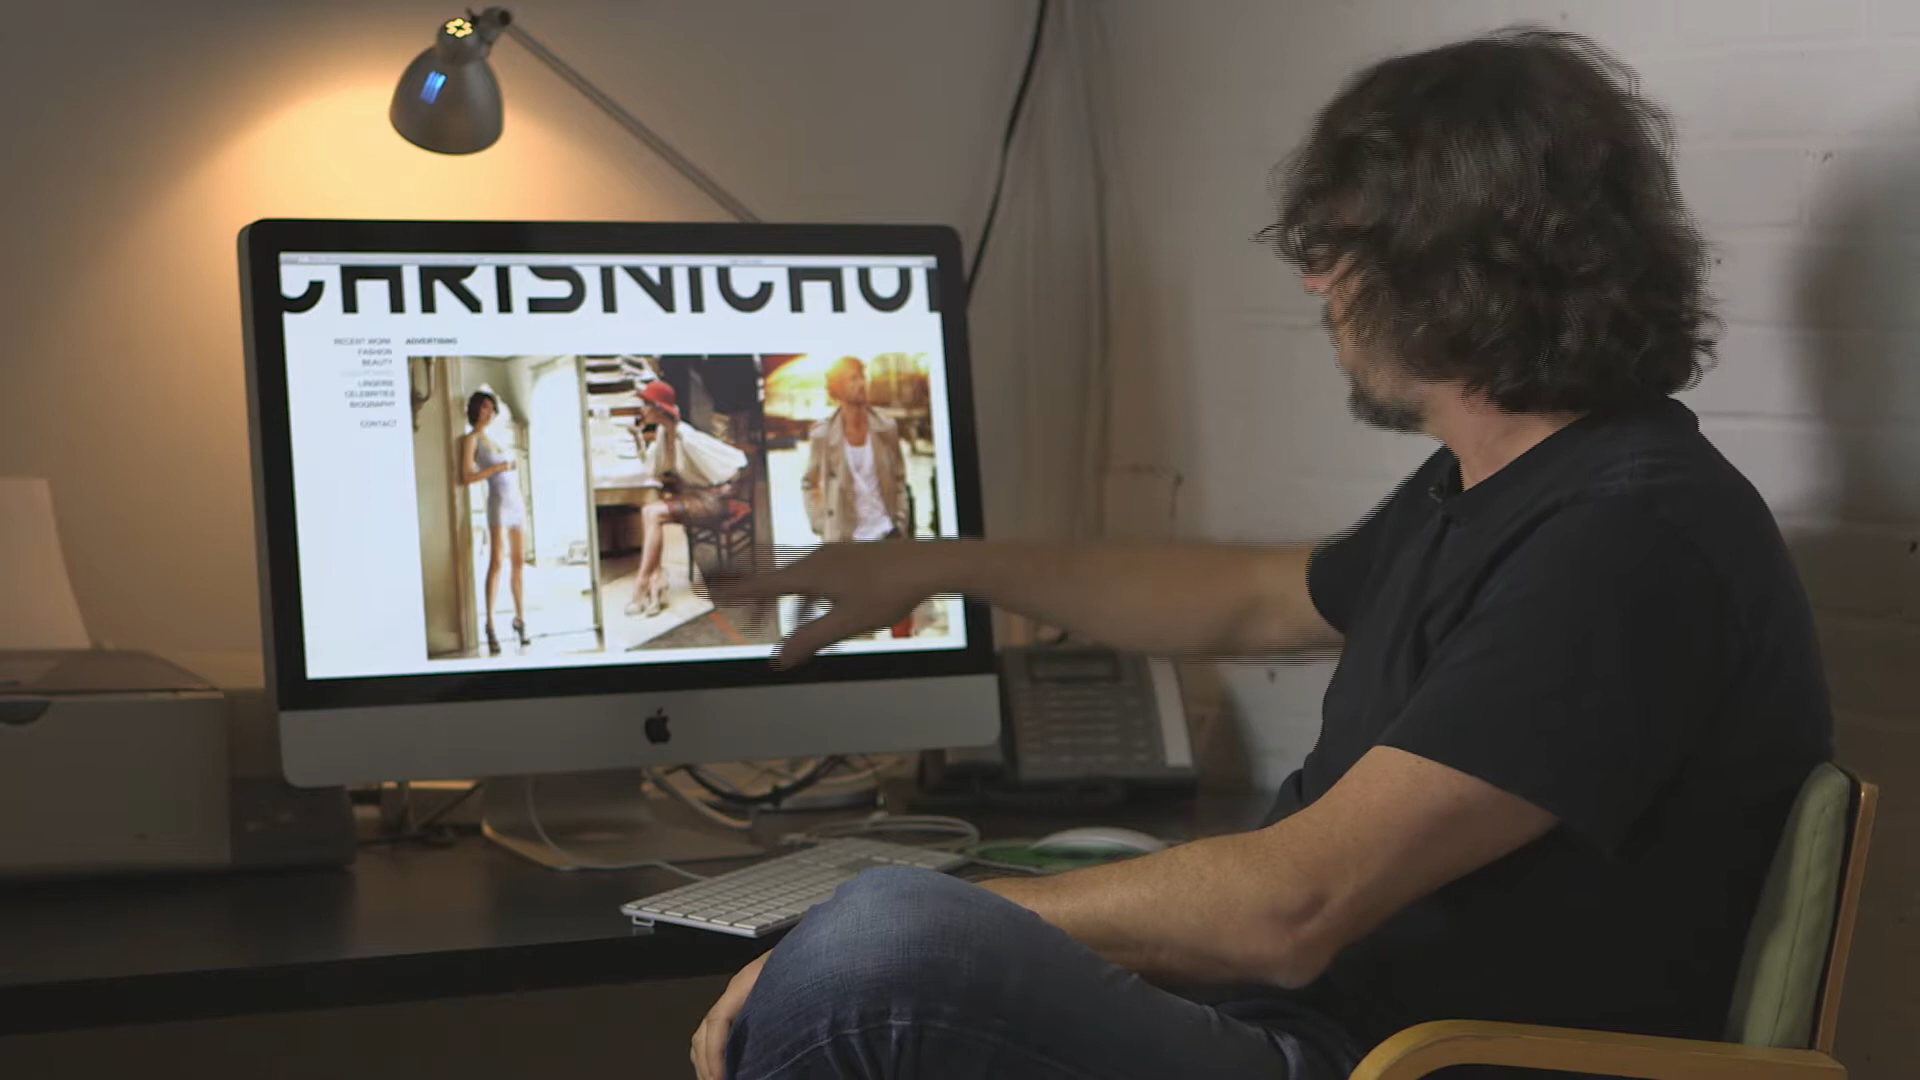 CHRISNICHO
RECENT WORK
ADVERTISING
FASHION
BEAUTY
LINGERIE
CELEBRITIES
BIOGRAPHY
CONTACT